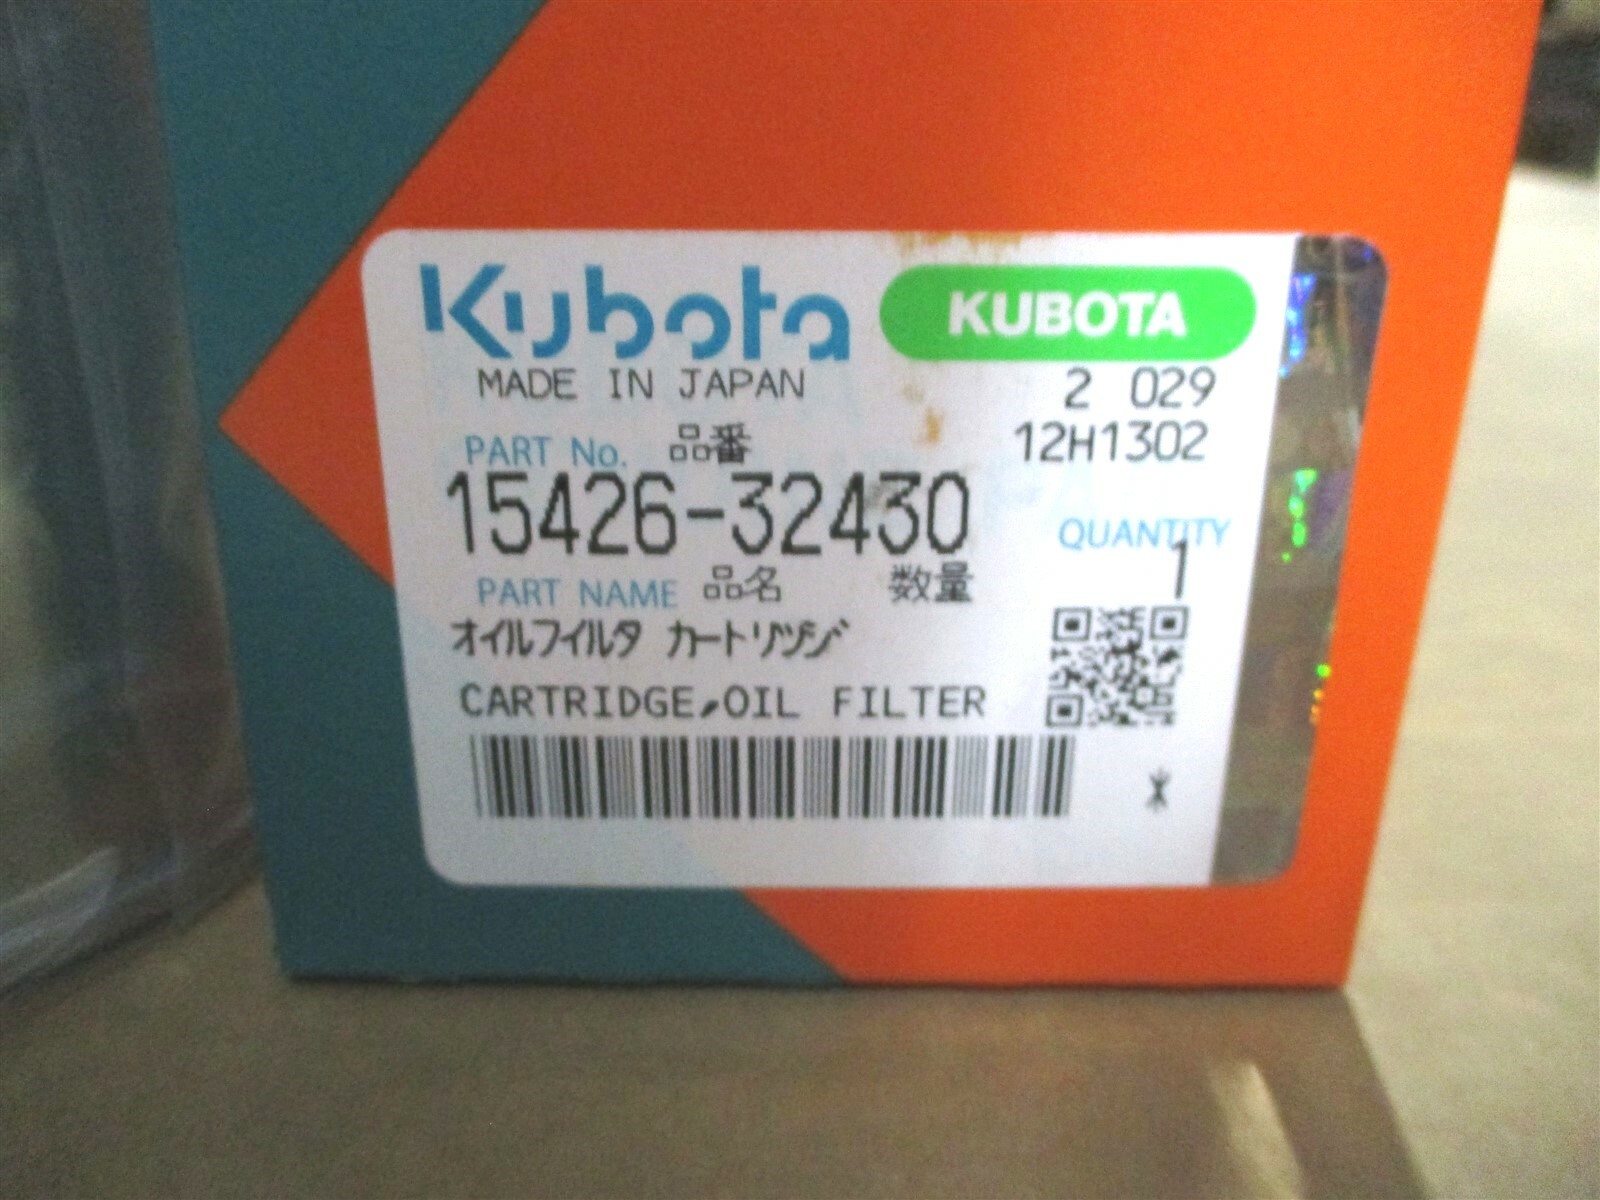 Kubota KUBOTA
MADE IN JAPAN 2 029
PART No. 品番 12H1302
15426-32430
QUANTITY
PART NAME 品名 数量 1
オイルフイルタ カートリツジ
CARTRIDGE,OIL FILTER